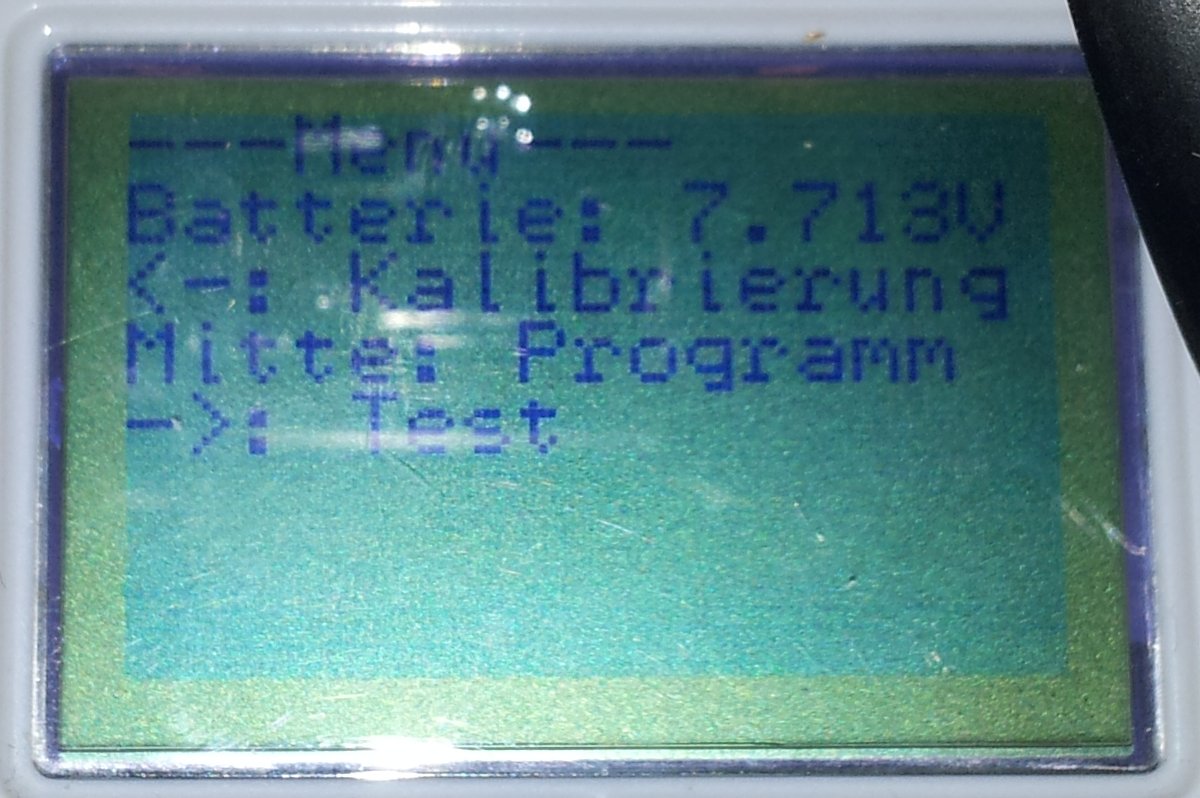 ---Menü---
Batterie: 7.713V
<-: Kalibrierung
Mitte: Programm
->: Test